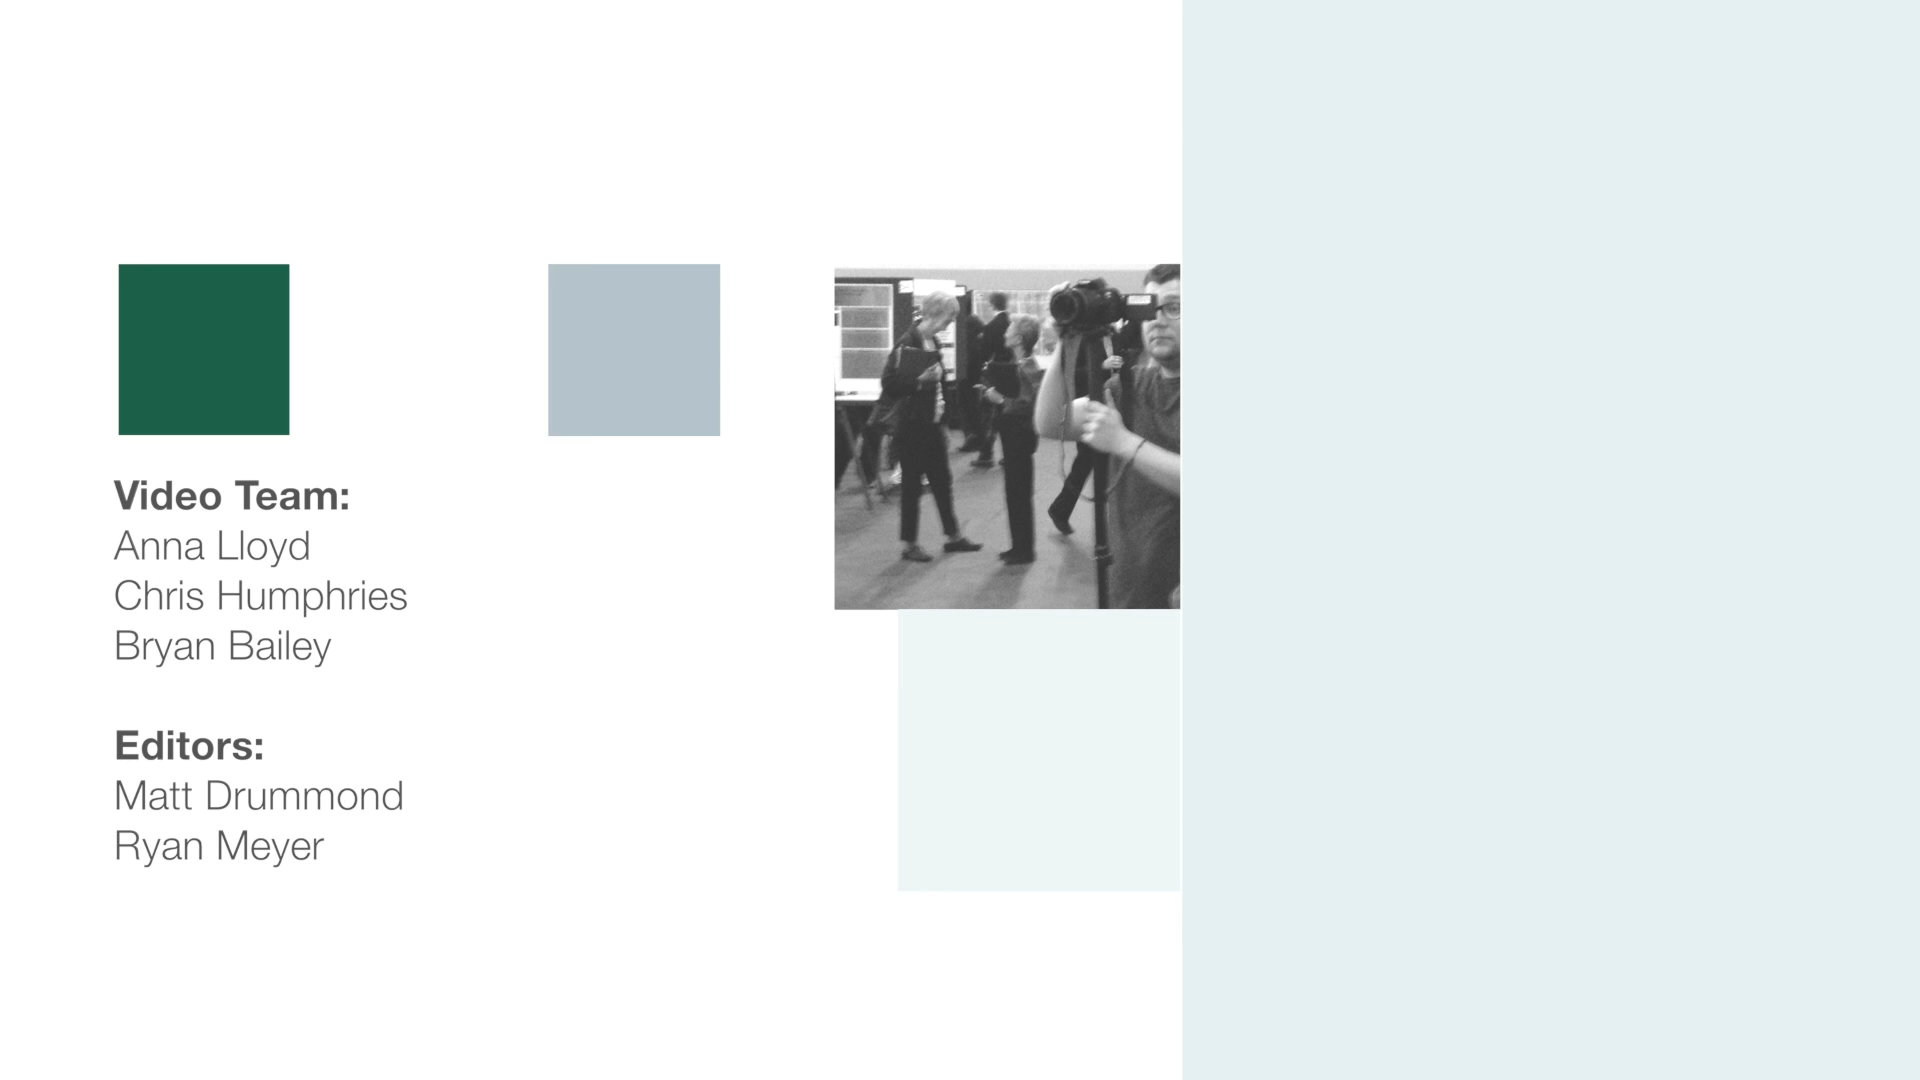 Video Team:
Anna Lloyd
Chris Humphries
Bryan Bailey
Editors:
Matt Drummond
Ryan Meyer